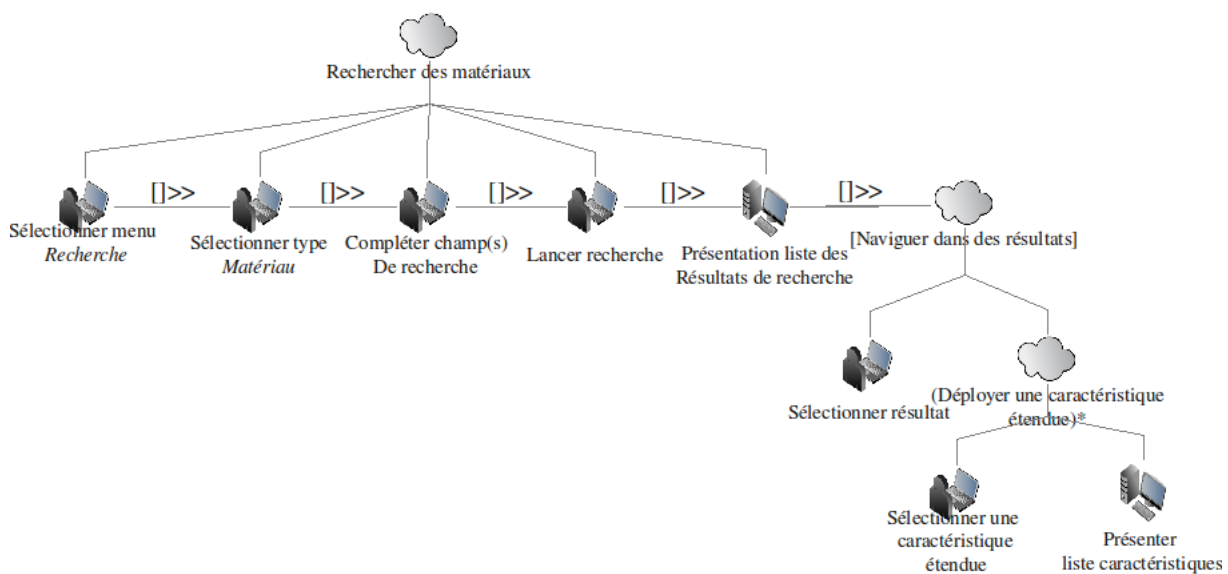 Rechercher des matériaux
[]>> []>> []>> []>> []>>
Sélectionner menu
Recherche
Sélectionner type
Matériau
Compléter champ(s)
De recherche
Lancer recherche
Présentation liste des
Résultats de recherche
[Naviguer dans des résultats]
Sélectionner résultat
(Déployer une caractéristique
étendue)*
Sélectionner une
caractéristique
étendue
Présenter
liste caractéristiques